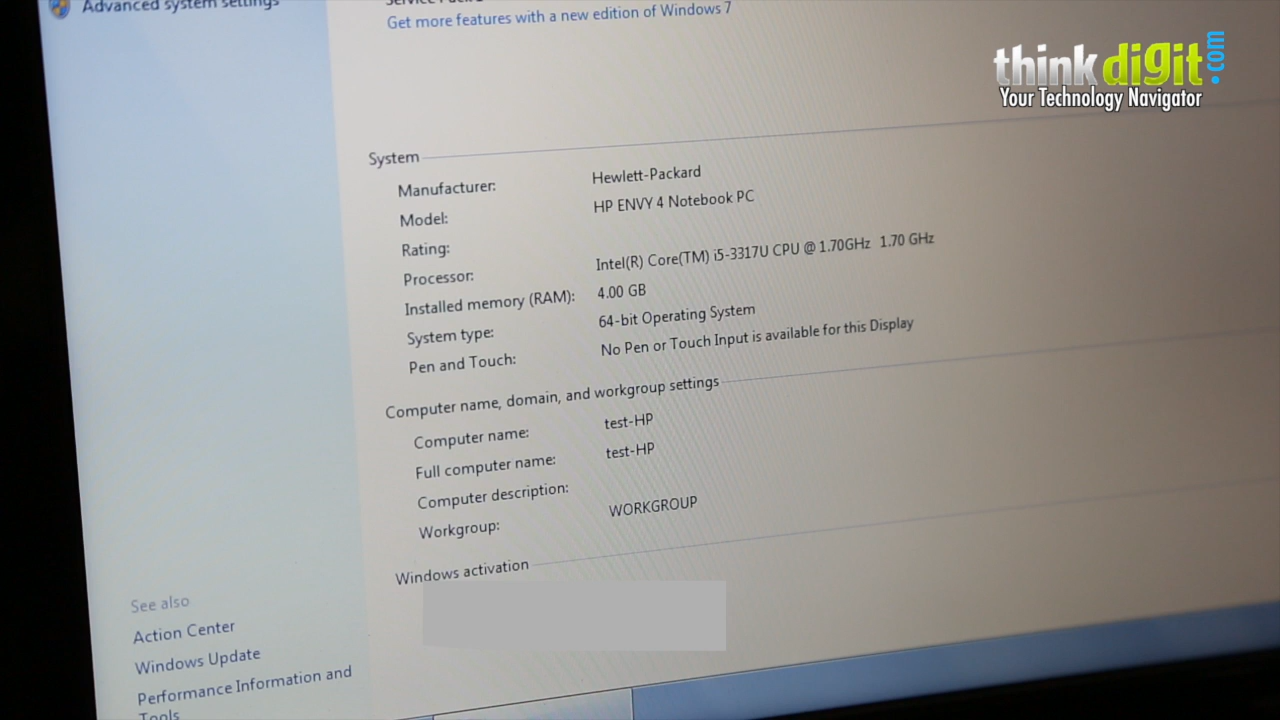 Advanced system settings
Get more features with a new edition of Windows 7
thinkdigit.com
Your Technology Navigator
System
Manufacturer: Hewlett-Packard
Model: HP ENVY 4 Notebook PC
Rating:
Processor: Intel(R) Core(TM) i5-3317U CPU @ 1.70GHz 1.70 GHz
Installed memory (RAM): 4.00 GB
System type: 64-bit Operating System
Pen and Touch: No Pen or Touch Input is available for this Display
Computer name, domain, and workgroup settings
Computer name: test-HP
Full computer name: test-HP
Computer description:
Workgroup: WORKGROUP
Windows activation
See also
Action Center
Windows Update
Performance Information and
Tools